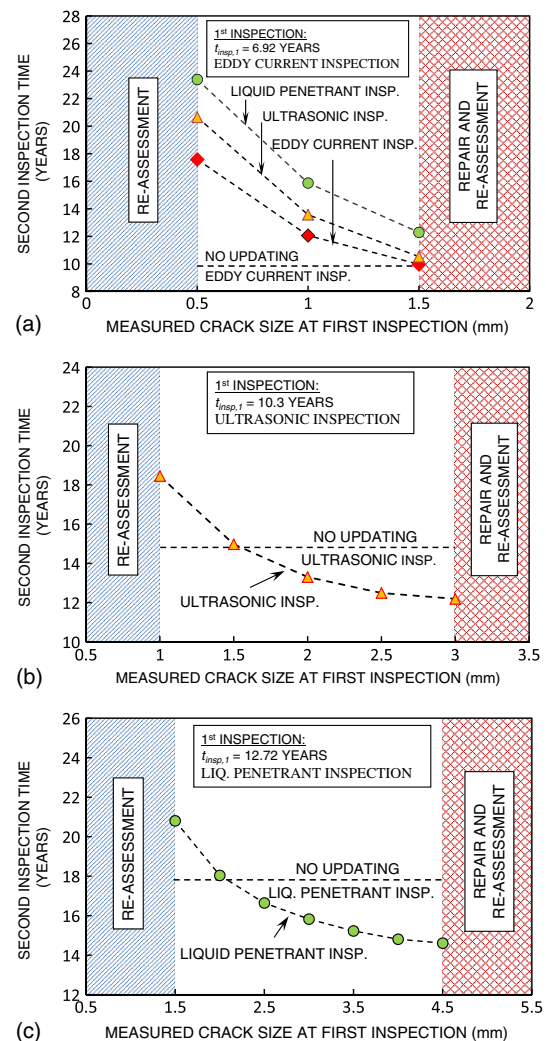 28
1st INSPECTION:
26
t_insp,1 = 6.92 YEARS
EDDY CURRENT INSPECTION
24
LIQUID PENETRANT INSP.
22
ULTRASONIC INSP.
20
EDDY CURRENT INSP.
18
16
14
12
NO UPDATING
10
EDDY CURRENT INSP.
8
SECOND INSPECTION TIME
(YEARS)
RE-ASSESSMENT
REPAIR AND
RE-ASSESSMENT
0 0.5 1 1.5 2
(a) MEASURED CRACK SIZE AT FIRST INSPECTION (mm)
24
1st INSPECTION:
t_insp,1 = 10.3 YEARS
22
ULTRASONIC INSPECTION
20
18
16
NO UPDATING
14
ULTRASONIC INSP.
ULTRASONIC INSP.
12
10
SECOND INSPECTION TIME
(YEARS)
RE-ASSESSMENT
REPAIR AND
RE-ASSESSMENT
0.5 1 1.5 2 2.5 3 3.5
(b) MEASURED CRACK SIZE AT FIRST INSPECTION (mm)
26
1st INSPECTION:
t_insp,1 = 12.72 YEARS
24
LIQ. PENETRANT INSPECTION
22
20
18
NO UPDATING
LIQ. PENETRANT INSP.
16
14
LIQUID PENETRANT INSP.
12
SECOND INSPECTION TIME
(YEARS)
RE-ASSESSMENT
REPAIR AND
RE-ASSESSMENT
0.5 1.5 2.5 3.5 4.5 5.5
(c) MEASURED CRACK SIZE AT FIRST INSPECTION (mm)